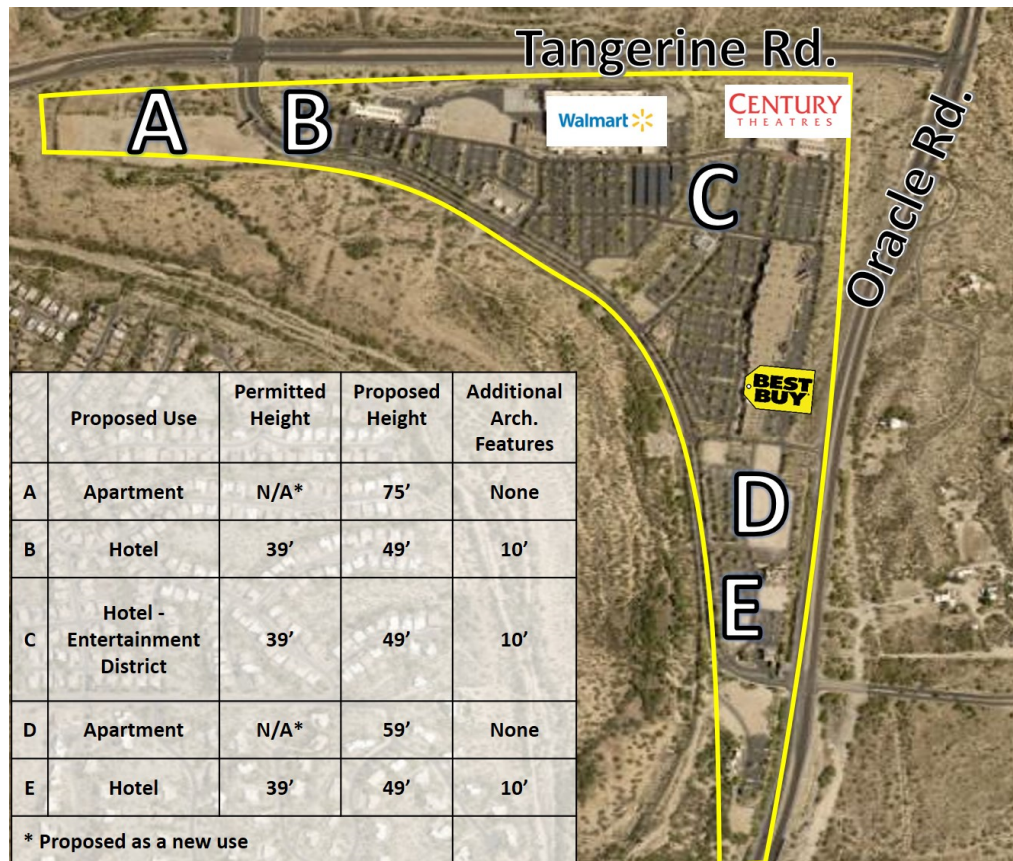 Tangerine Rd.
A
B
Walmart
CENTURY
THEATRES
C
Oracle Rd.
BEST
BUY
D
E
Proposed Use
Permitted
Height
Proposed
Height
Additional
Arch.
Features
A Apartment N/A* 75’ None
B Hotel 39’ 49’ 10’
C Hotel -
Entertainment
District 39’ 49’ 10’
D Apartment N/A* 59’ None
E Hotel 39’ 49’ 10’
* Proposed as a new use